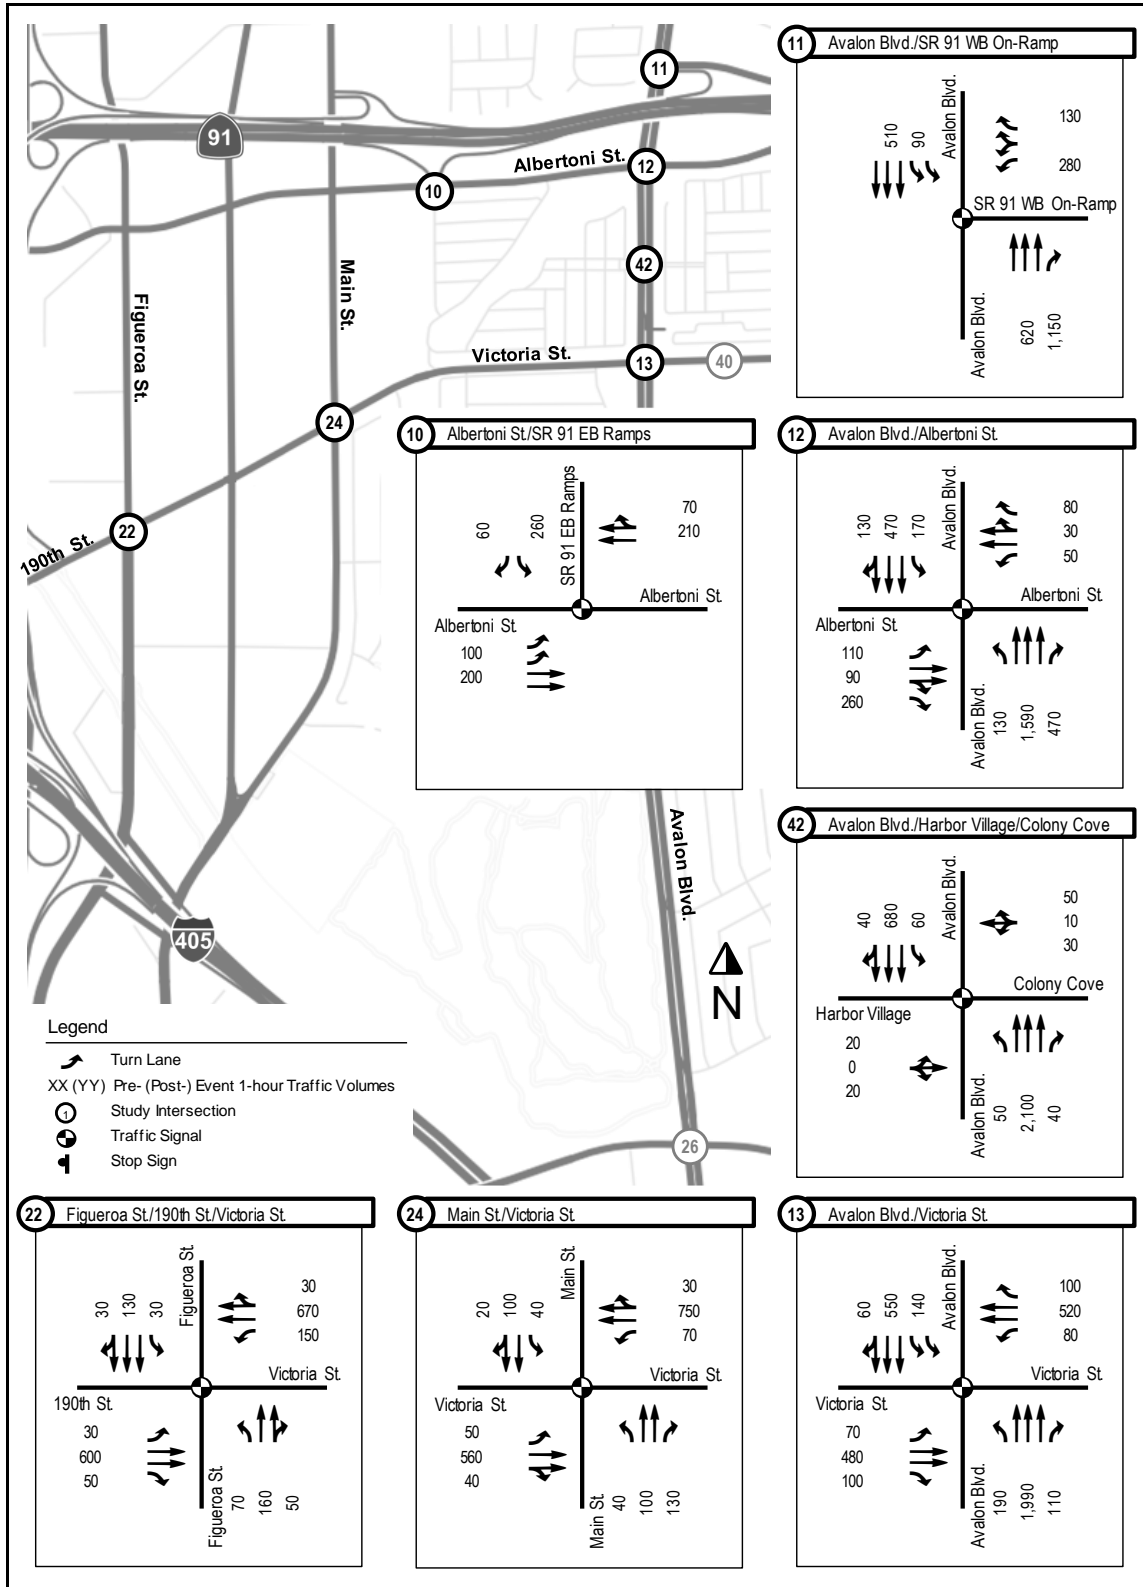 11 Avalon Blvd./SR 91 WB On-Ramp
510
90
Avalon Blvd.
130
280
SR 91 WB On-Ramp
Avalon Blvd.
620
1,150
11
91
Albertoni St.
12
10
42
Main St.
Figueroa St.
Victoria St.
13
40
24
22
190th St.
405
Avalon Blvd.
N
26
10 Albertoni St./SR 91 EB Ramps
60
260
SR 91 EB Ramps
70
210
Albertoni St.
Albertoni St.
100
200
12 Avalon Blvd./Albertoni St.
130
470
170
Avalon Blvd.
80
30
50
Albertoni St.
Albertoni St.
110
90
260
Avalon Blvd.
130
1,590
470
42 Avalon Blvd./Harbor Village/Colony Cove
40
680
60
Avalon Blvd.
50
10
30
Colony Cove
Harbor Village
20
0
20
Avalon Blvd.
50
2,100
40
Legend
Turn Lane
XX (YY) Pre- (Post-) Event 1-hour Traffic Volumes
1 Study Intersection
Traffic Signal
Stop Sign
22 Figueroa St./190th St./Victoria St.
30
130
30
Figueroa St.
30
670
150
Victoria St.
190th St.
30
600
50
Figueroa St.
70
160
50
24 Main St./Victoria St.
20
100
40
Main St.
30
750
70
Victoria St.
Victoria St.
50
560
40
Main St.
40
100
130
13 Avalon Blvd./Victoria St.
60
550
140
Avalon Blvd.
100
520
80
Victoria St.
Victoria St.
70
480
100
Avalon Blvd.
190
1,990
110